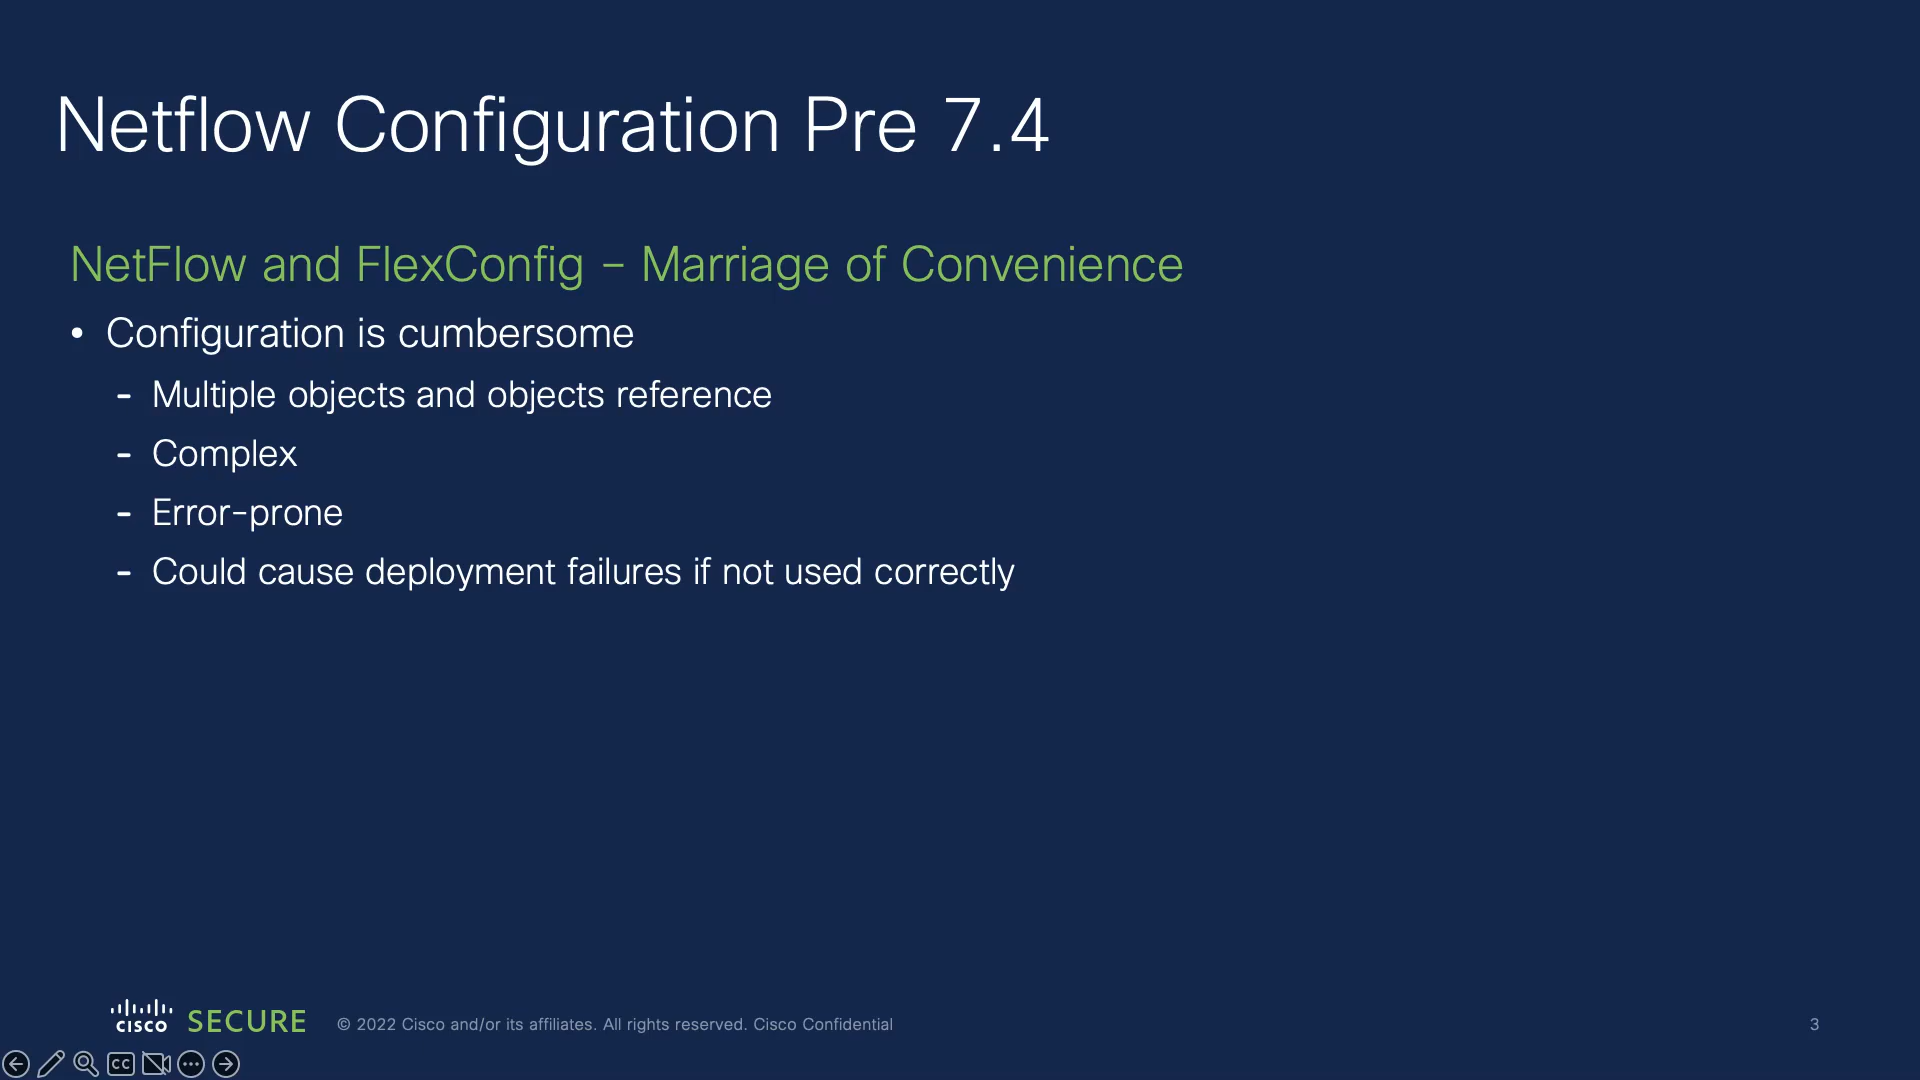 Netflow Configuration Pre 7.4
NetFlow and FlexConfig – Marriage of Convenience
• Configuration is cumbersome
- Multiple objects and objects reference
- Complex
- Error-prone
- Could cause deployment failures if not used correctly
cisco SECURE © 2022 Cisco and/or its affiliates. All rights reserved. Cisco Confidential 3
CC